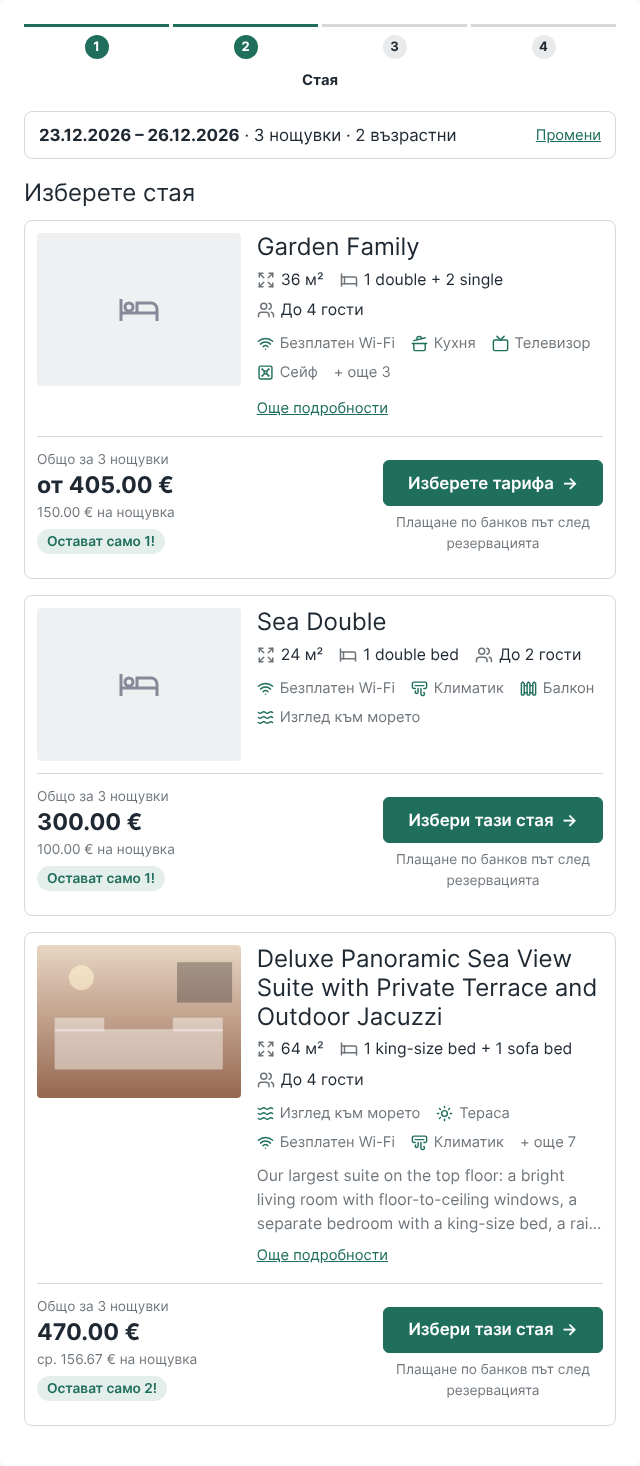 1
2
3
4
Стая
23.12.2026 – 26.12.2026 · 3 нощувки · 2 възрастни
Промени
Изберете стая
Garden Family
36 м²
1 double + 2 single
До 4 гости
Безплатен Wi-Fi
Кухня
Телевизор
Сейф
+ още 3
Още подробности
Общо за 3 нощувки
от 405.00 €
150.00 € на нощувка
Остават само 1!
Изберете тарифа →
Плащане по банков път след
резервацията
Sea Double
24 м²
1 double bed
До 2 гости
Безплатен Wi-Fi
Климатик
Балкон
Изглед към морето
Общо за 3 нощувки
300.00 €
100.00 € на нощувка
Остават само 1!
Избери тази стая →
Плащане по банков път след
резервацията
Deluxe Panoramic Sea View
Suite with Private Terrace and
Outdoor Jacuzzi
64 м²
1 king-size bed + 1 sofa bed
До 4 гости
Изглед към морето
Тераса
Безплатен Wi-Fi
Климатик
+ още 7
Our largest suite on the top floor: a bright
living room with floor-to-ceiling windows, a
separate bedroom with a king-size bed, a rai...
Още подробности
Общо за 3 нощувки
470.00 €
ср. 156.67 € на нощувка
Остават само 2!
Избери тази стая →
Плащане по банков път след
резервацията